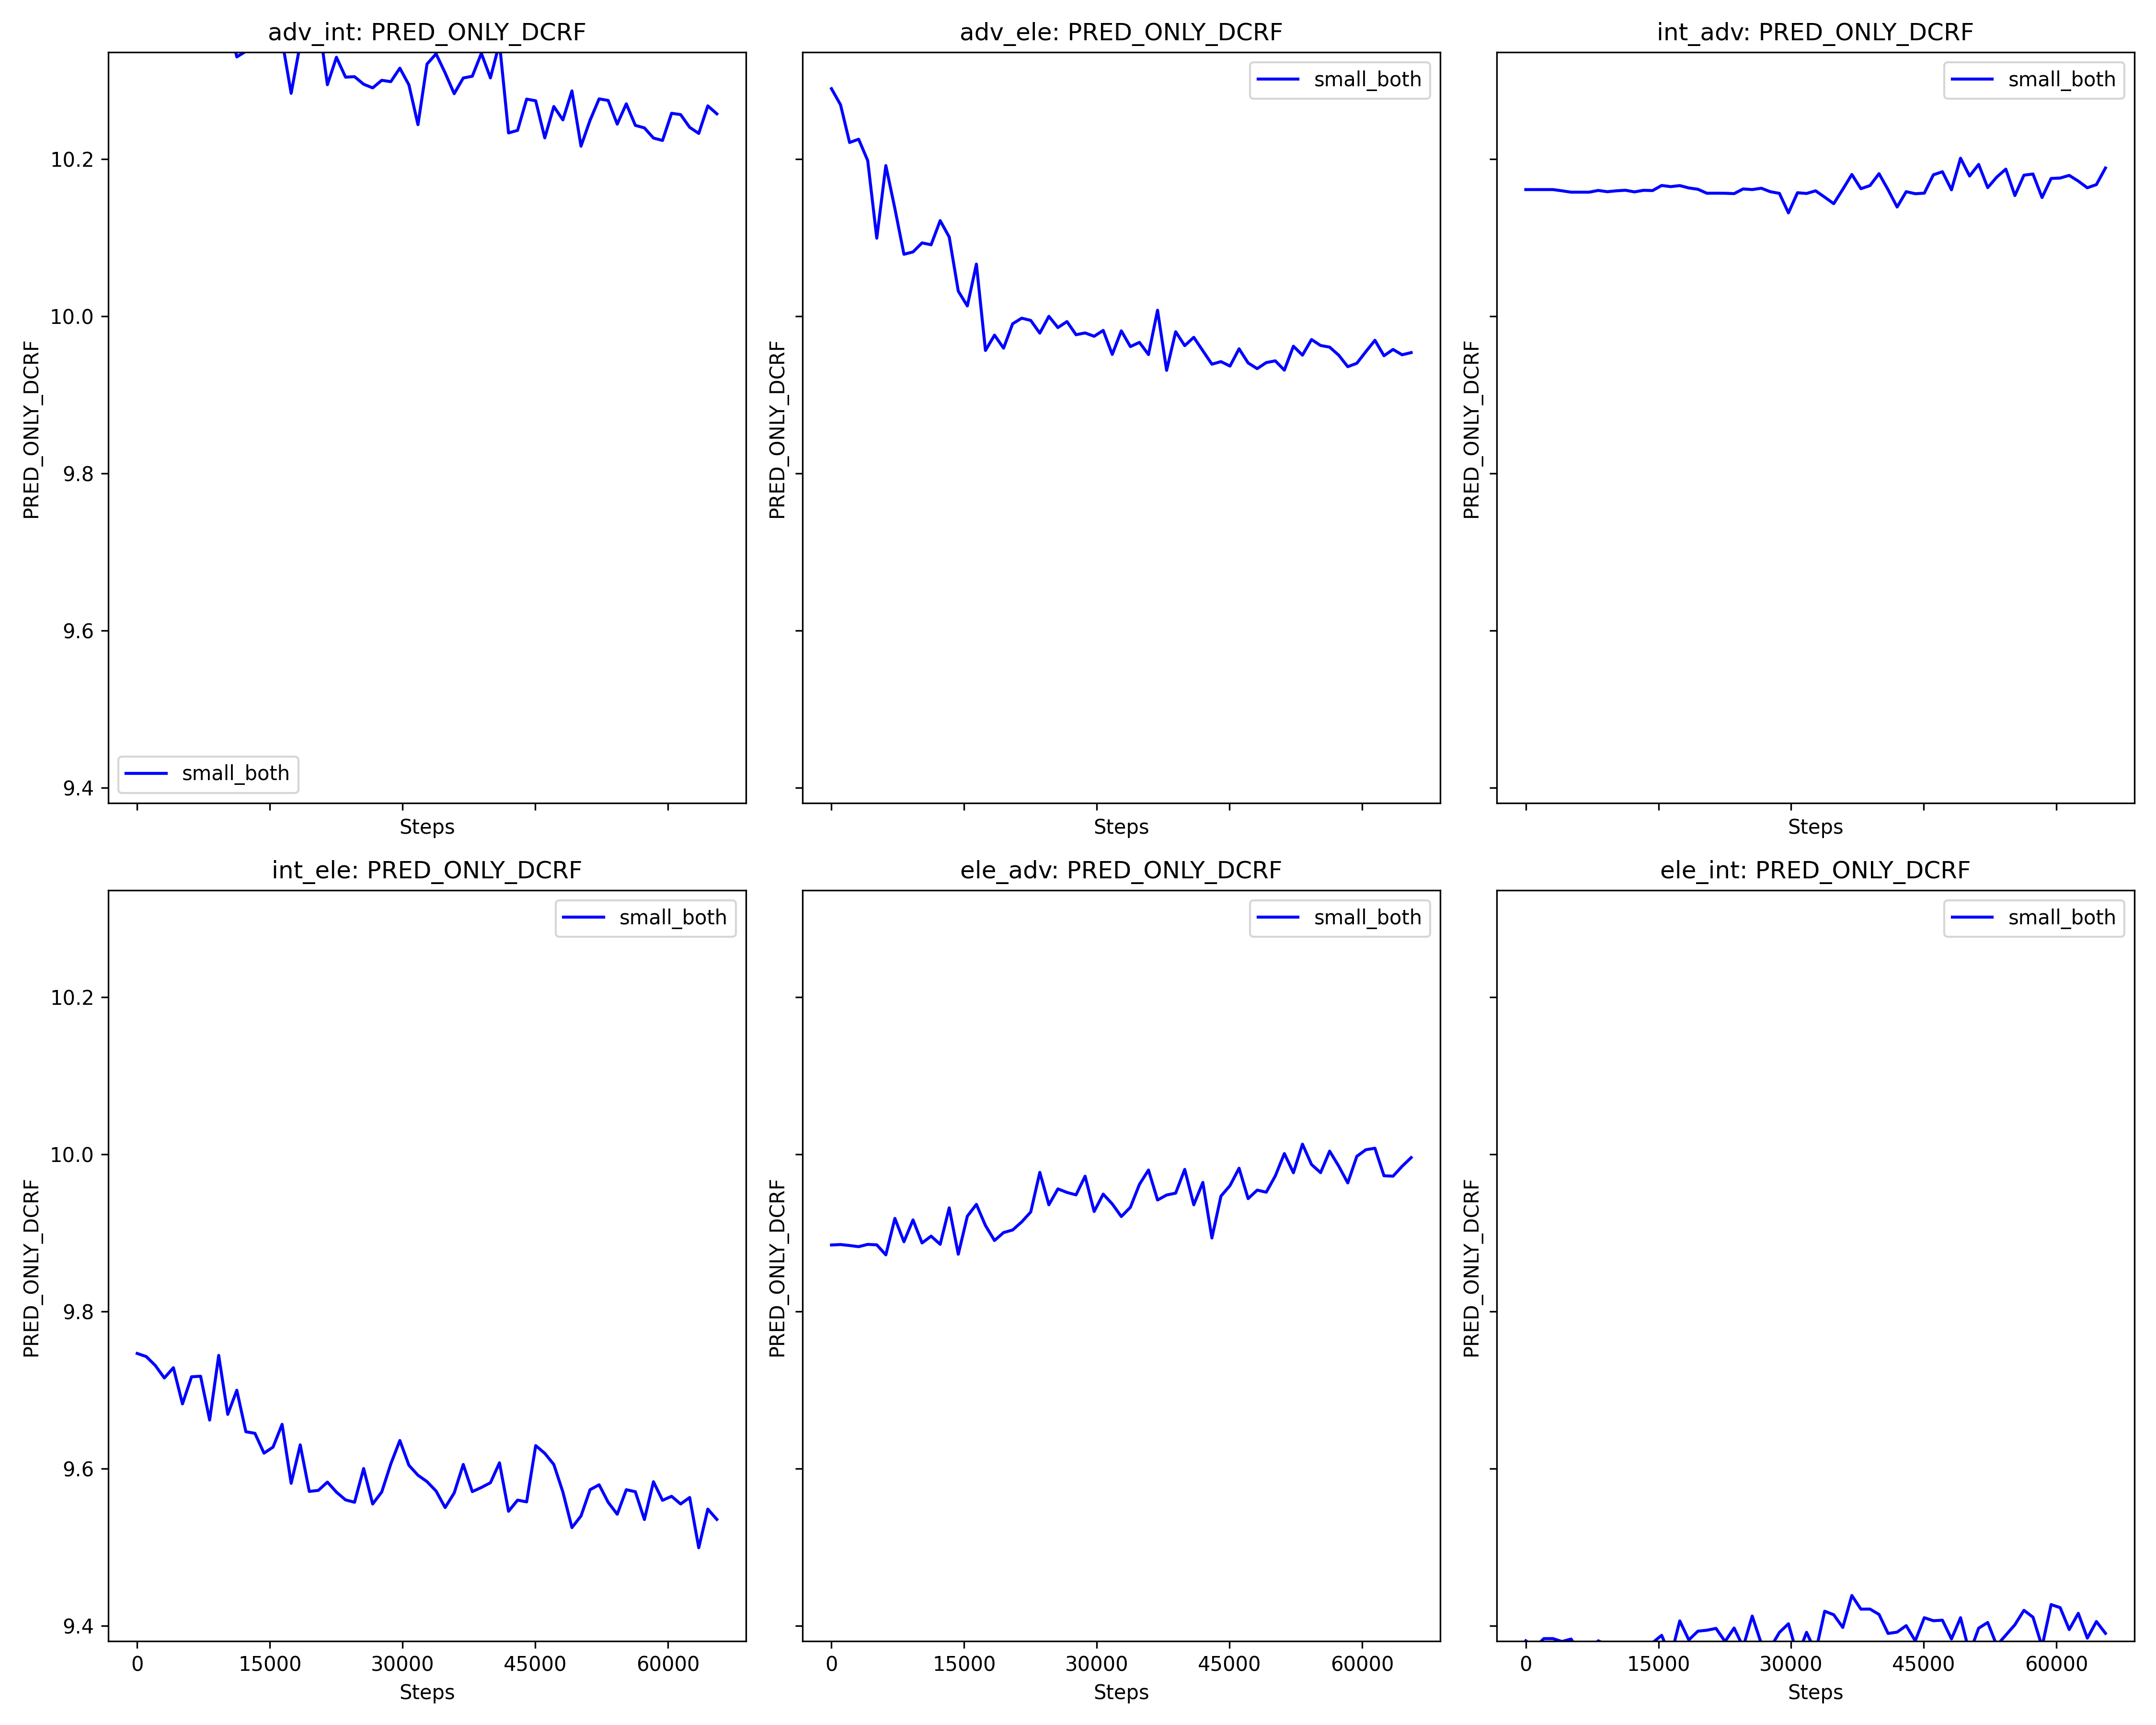 adv_int: PRED_ONLY_DCRF
adv_ele: PRED_ONLY_DCRF
int_adv: PRED_ONLY_DCRF
PRED_ONLY_DCRF
10.2
10.0
9.8
9.6
9.4
small_both
Steps
PRED_ONLY_DCRF
small_both
Steps
PRED_ONLY_DCRF
small_both
Steps
int_ele: PRED_ONLY_DCRF
ele_adv: PRED_ONLY_DCRF
ele_int: PRED_ONLY_DCRF
PRED_ONLY_DCRF
10.2
10.0
9.8
9.6
9.4
small_both
0 15000 30000 45000 60000
Steps
PRED_ONLY_DCRF
small_both
0 15000 30000 45000 60000
Steps
PRED_ONLY_DCRF
small_both
0 15000 30000 45000 60000
Steps